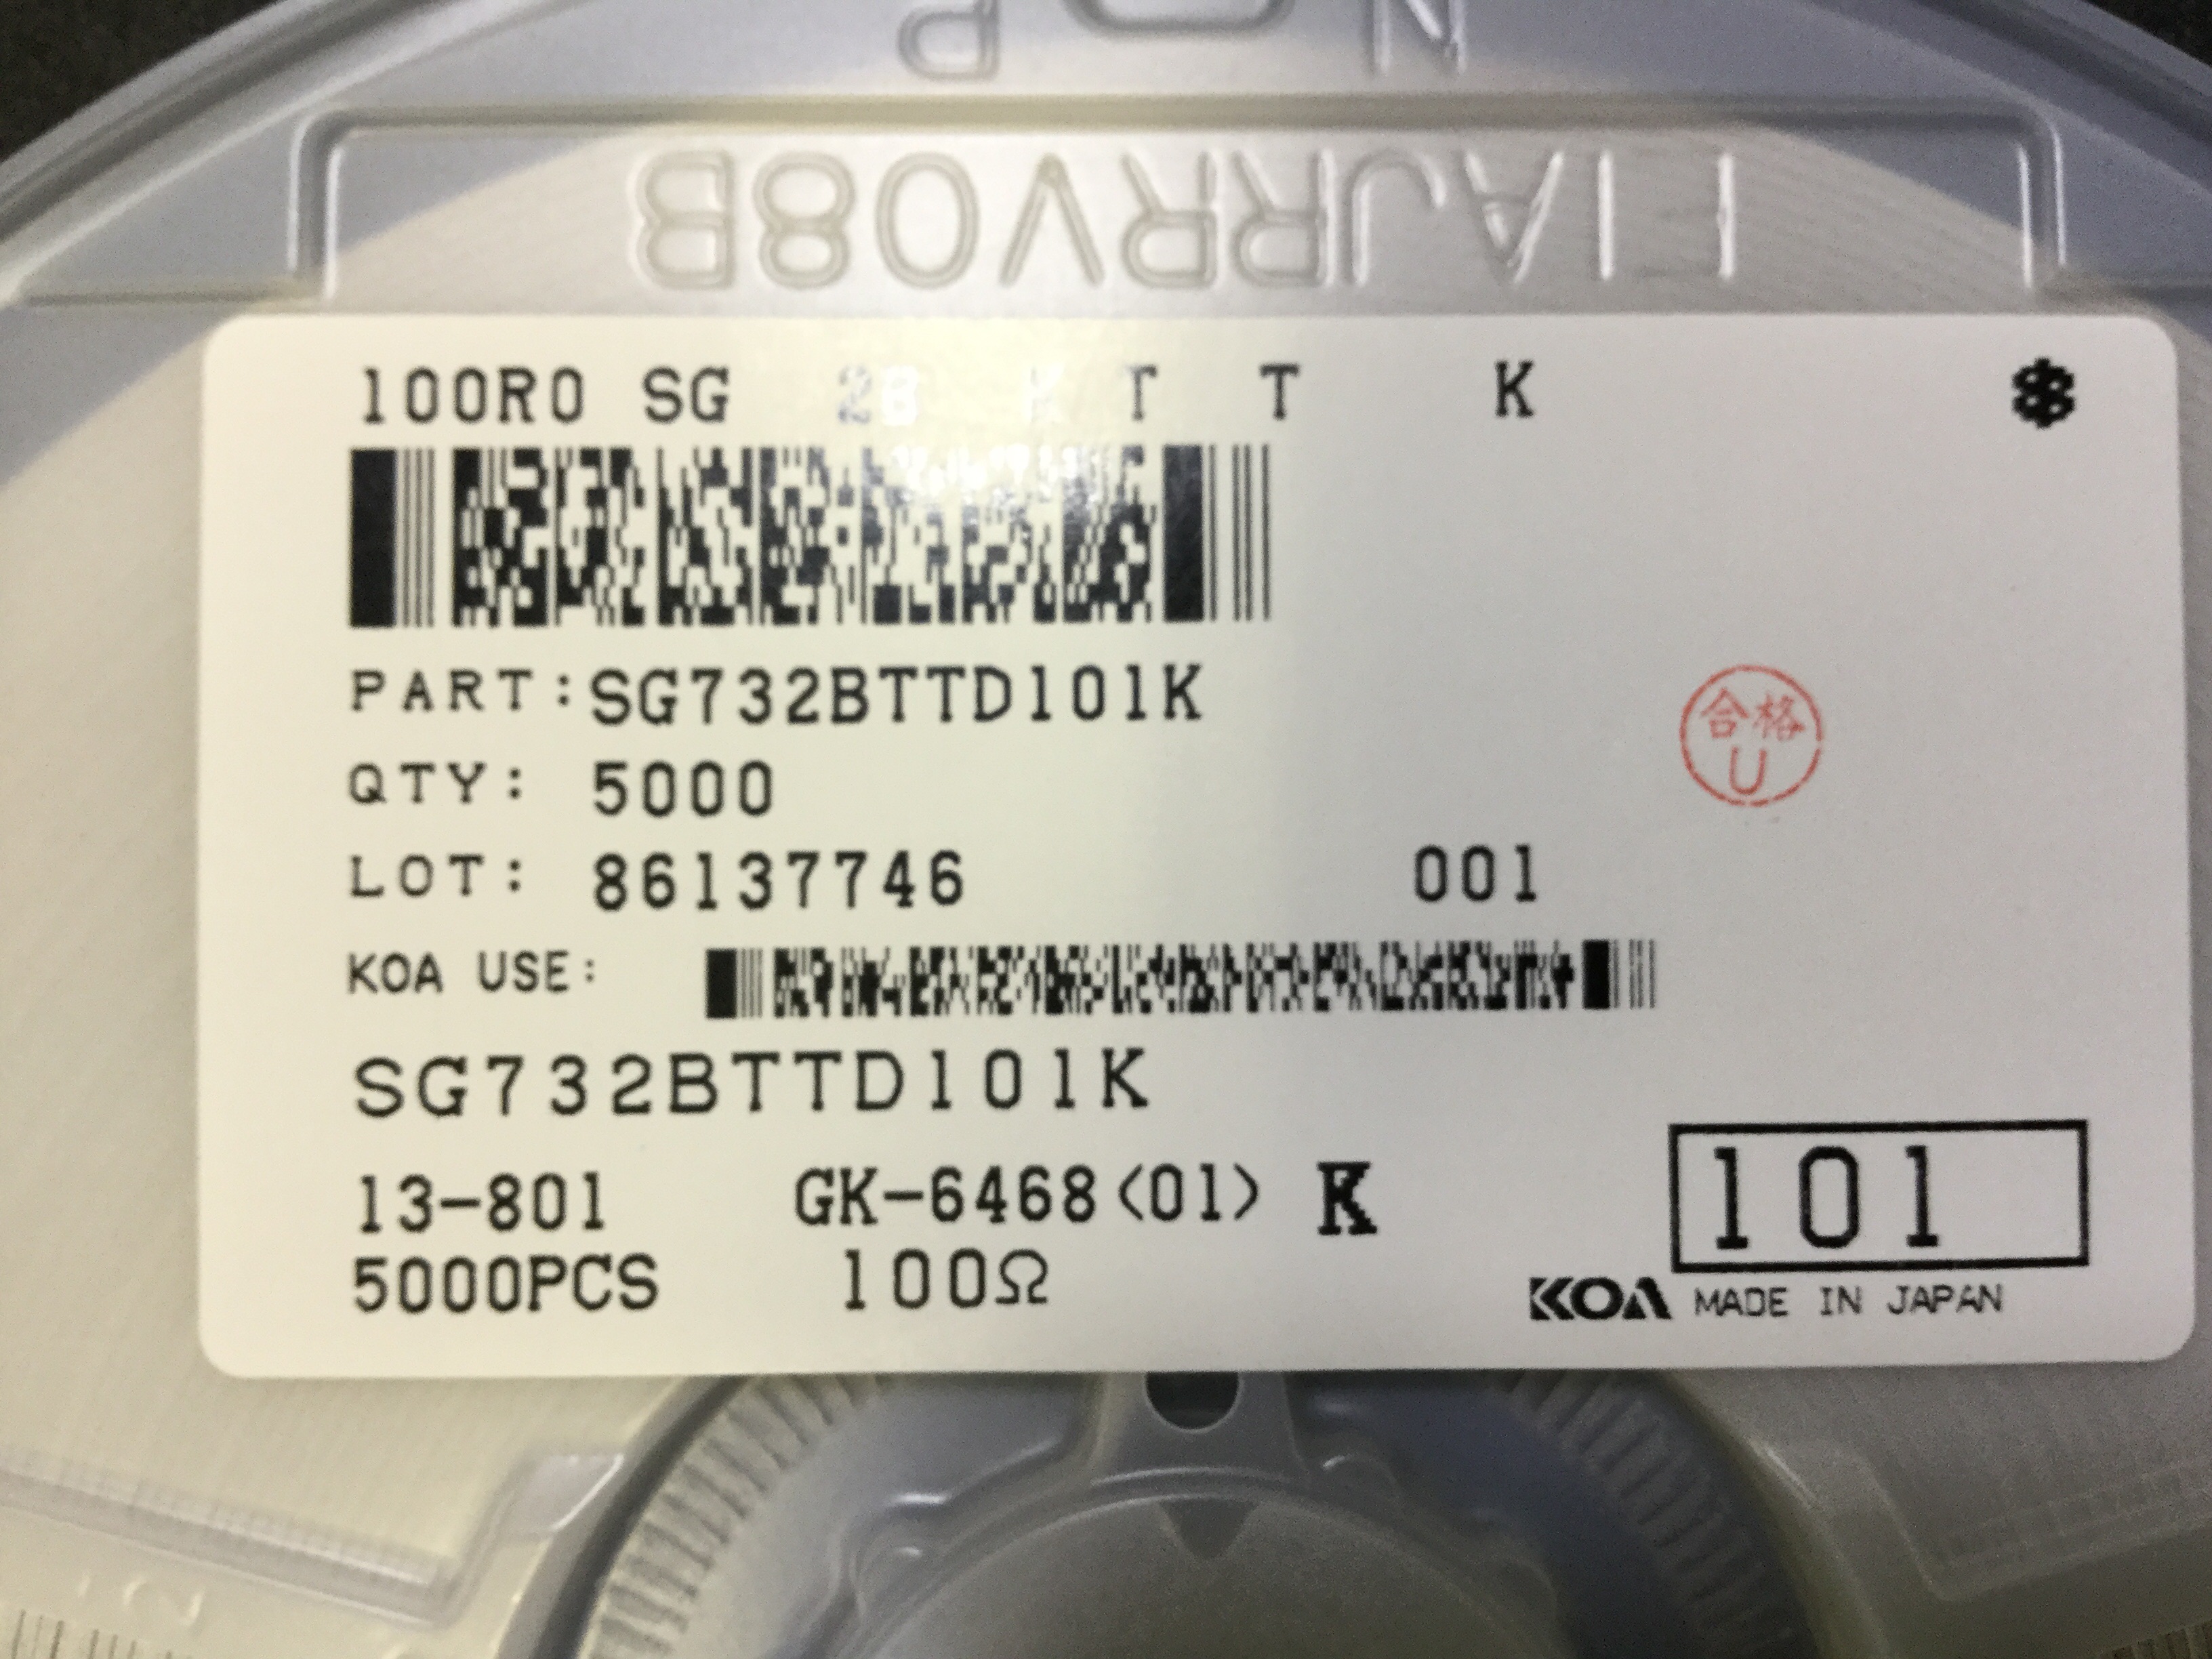 100R0 SG 2B K T T K
PART: SG732BTTD101K
合格
U
QTY: 5000
LOT: 86137746 001
KOA USE:
SG732BTTD101K
13-801 GK-6468<01> K
101
5000PCS 100Ω
KOA MADE IN JAPAN
EIAJRRV08B